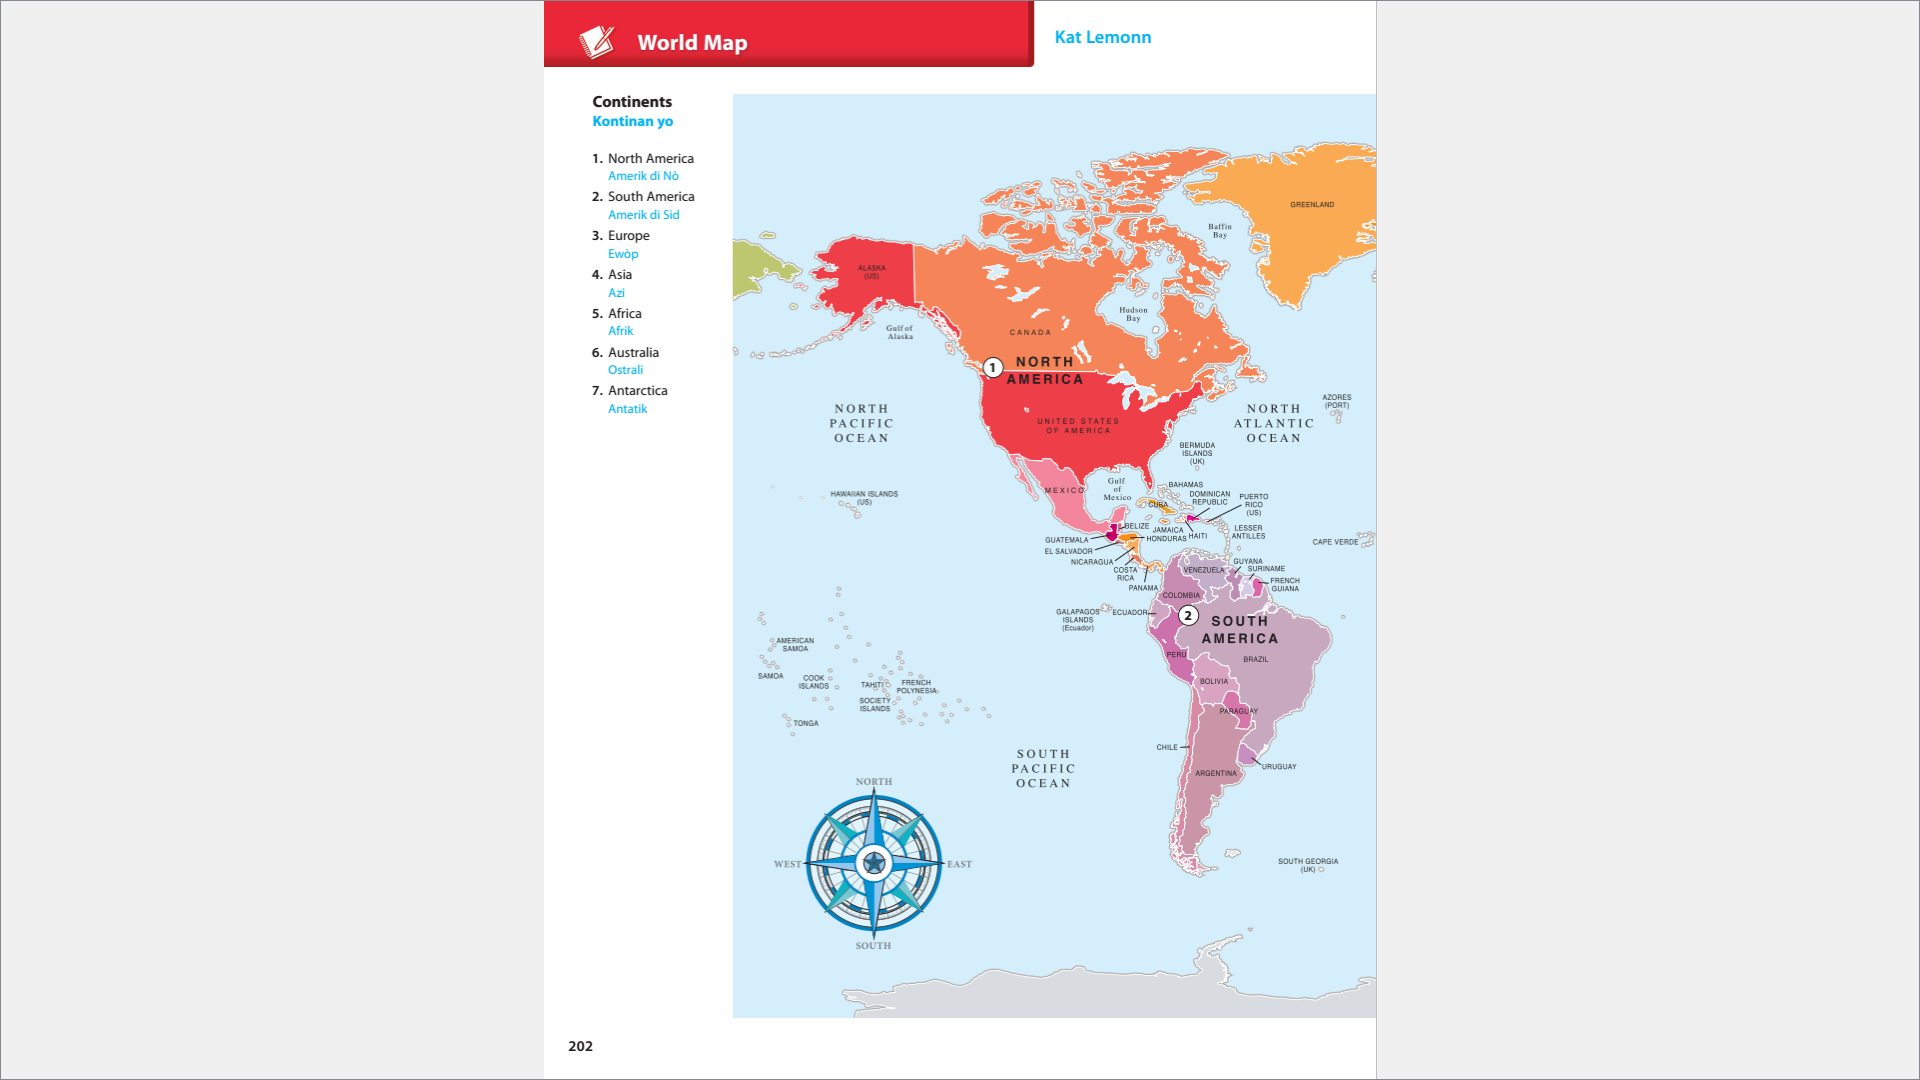 World Map
Kat Lemonn
Continents
Kontinan yo
1. North America
Amerik di Nò
2. South America
Amerik di Sid
3. Europe
Ewòp
4. Asia
Azi
5. Africa
Afrik
6. Australia
Ostrali
7. Antarctica
Antatik
GREENLAND
Baffin
Bay
ALASKA
(US)
Hudson
Bay
Gulf of
Alaska
CANADA
1
NORTH
AMERICA
AZORES
(PORT)
NORTH
PACIFIC
OCEAN
NORTH
ATLANTIC
OCEAN
UNITED STATES
OF AMERICA
BERMUDA
ISLANDS
(UK)
Gulf
of
Mexico
MEXICO
BAHAMAS
DOMINICAN
REPUBLIC
PUERTO
RICO
(US)
HAWAIIAN ISLANDS
(US)
CUBA
BELIZE
JAMAICA
HAITI
LESSER
ANTILLES
GUATEMALA
HONDURAS
CAPE VERDE
EL SALVADOR
NICARAGUA
COSTA
RICA
PANAMA
VENEZUELA
GUYANA
SURINAME
FRENCH
GUIANA
COLOMBIA
GALAPAGOS
ISLANDS
(Ecuador)
ECUADOR
2
SOUTH
AMERICA
AMERICAN
SAMOA
PERU
BRAZIL
SAMOA
COOK
ISLANDS
TAHITI
FRENCH
POLYNESIA
BOLIVIA
SOCIETY
ISLANDS
PARAGUAY
TONGA
CHILE
SOUTH
PACIFIC
OCEAN
URUGUAY
ARGENTINA
NORTH
WEST
EAST
SOUTH
SOUTH GEORGIA
(UK)
202